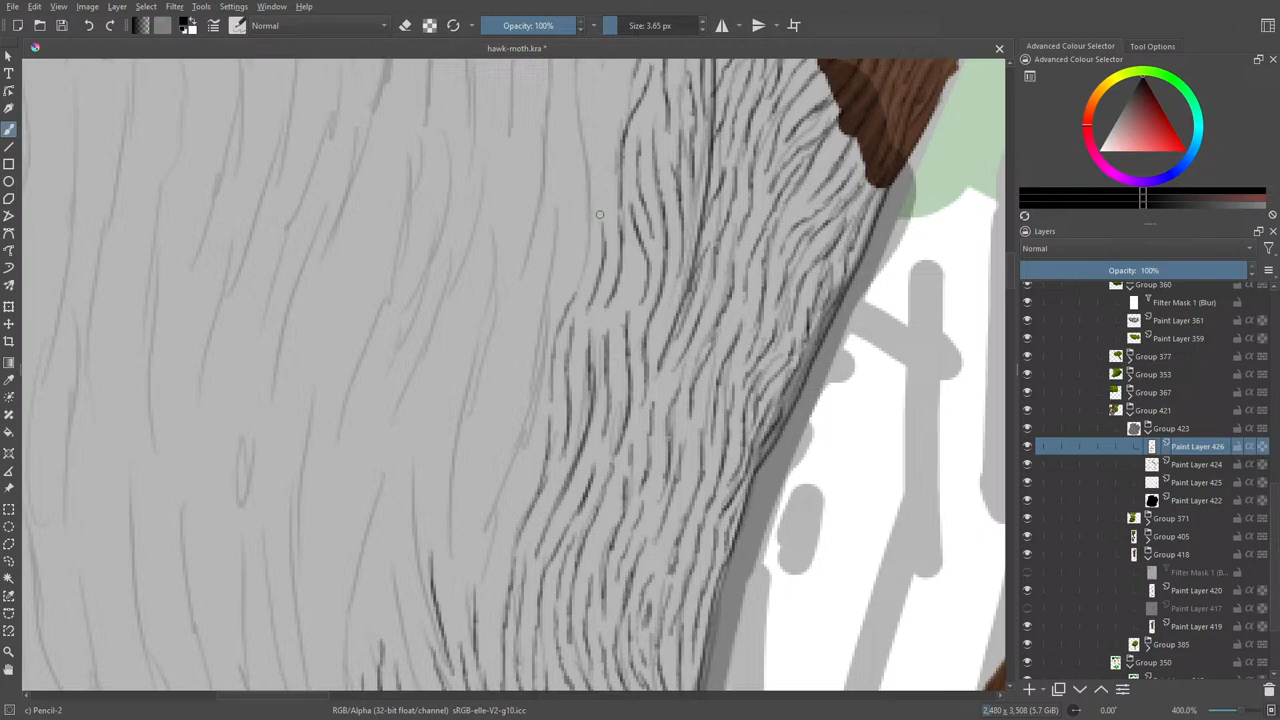 File Edit View Image Layer Select Filter Tools Settings Window Help
Normal Opacity: 100% Size: 3.65 px
hawk-moth.kra *
Advanced Colour Selector Tool Options
Advanced Colour Selector
Layers
Normal
Opacity: 100%
Group 360
Filter Mask 1 (Blur)
Paint Layer 361
Paint Layer 359
Group 377
Group 353
Group 367
Group 421
Group 423
Paint Layer 426
Paint Layer 424
Paint Layer 425
Paint Layer 422
Group 371
Group 405
Group 418
Filter Mask 1 (B...
Paint Layer 420
Paint Layer 417
Paint Layer 419
Group 385
Group 350
c) Pencil-2 RGB/Alpha (32-bit float/channel) sRGB-elle-V2-g10.icc 2,480 x 3,508 (5.7 GiB) 0.00° 400.0%